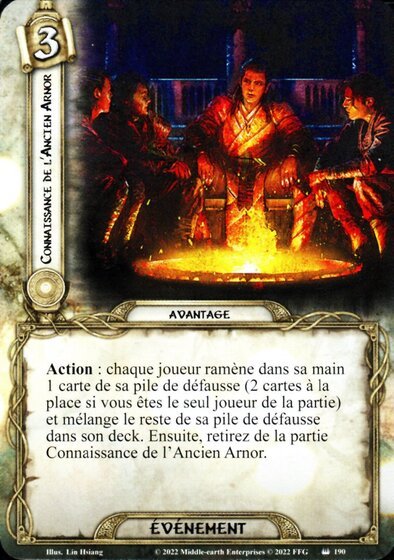 3
CONNAISSANCE DE L'ANCIEN ARNOR
AVANTAGE
Action : chaque joueur ramène dans sa main
1 carte de sa pile de défausse (2 cartes à la
place si vous êtes le seul joueur de la partie)
et mélange le reste de sa pile de défausse
dans son deck. Ensuite, retirez de la partie
Connaissance de l'Ancien Arnor.
ÉVÉNEMENT
Illus. Lin Hsiang © 2022 Middle-earth Enterprises © 2022 FFG 190